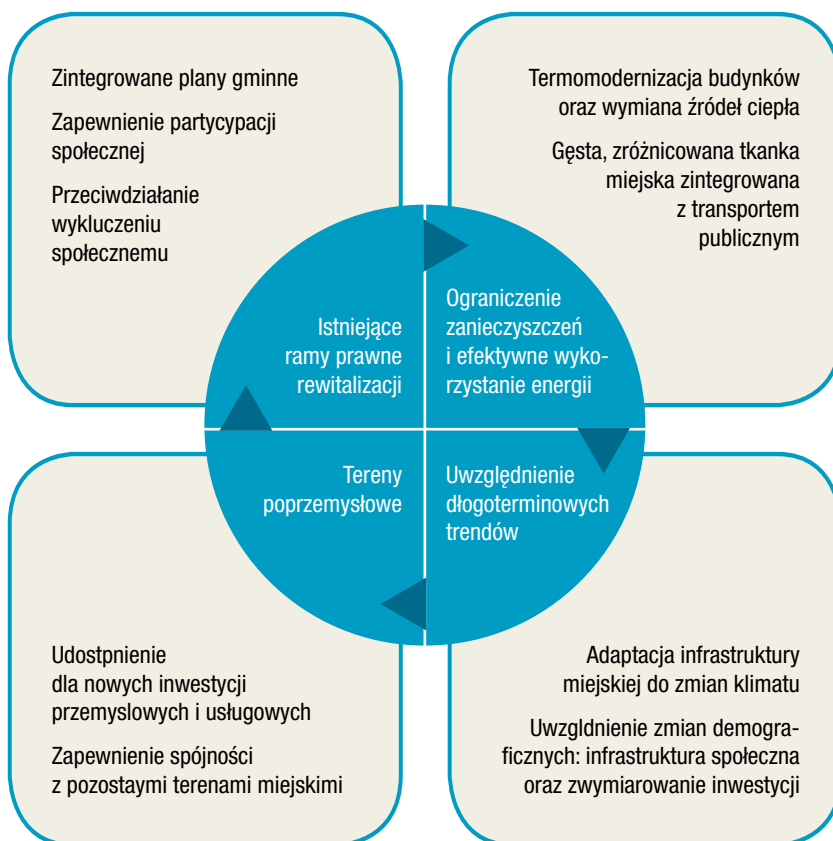 Zintegrowane plany gminne
Zapewnienie partycypacji
społecznej
Przeciwdziałanie
wykluczeniu
społecznemu
Termomodernizacja budynków
oraz wymiana źródeł ciepła
Gęsta, zróżnicowana tkanka
miejska zintegrowana
z transportem
publicznym
Istniejące
ramy prawne
rewitalizacji
Ograniczenie
zanieczyszczeń
i efektywne wyko-
rzystanie energii
Tereny
poprzemysłowe
Uwzględnienie
długoterminowych
trendów
Udostpnienie
dla nowych inwestycji
przemyslowych i usługowych
Zapewnienie spójności
z pozostaymi terenami miejskimi
Adaptacja infrastruktury
miejskiej do zmian klimatu
Uwzgldnienie zmian demogra-
ficznych: infrastruktura społeczna
oraz zwymiarowanie inwestycji